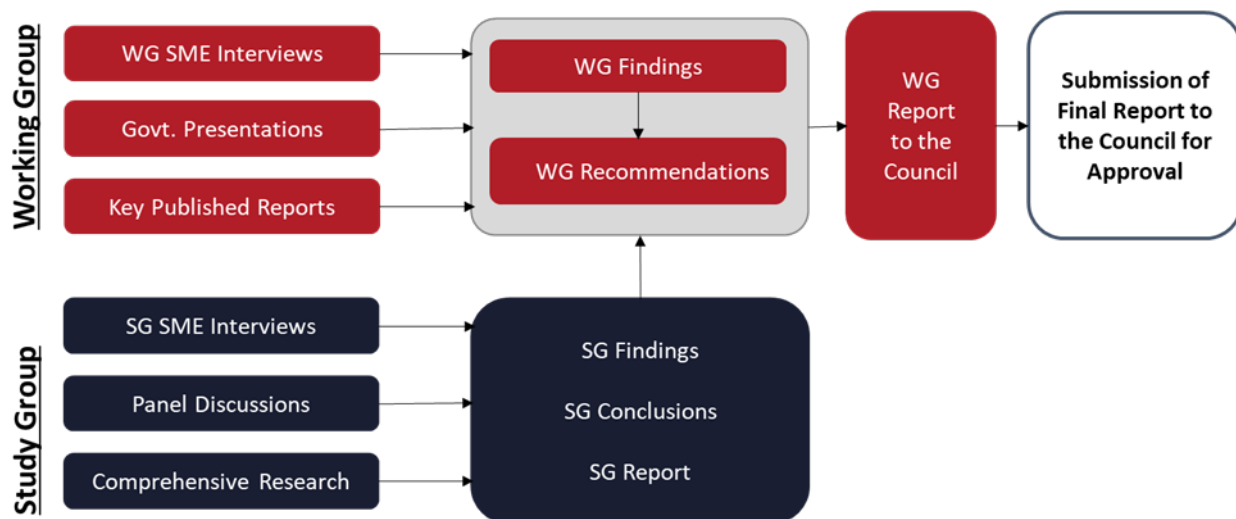 Working Group
WG SME Interviews
Govt. Presentations
Key Published Reports
WG Findings
WG Recommendations
WG
Report
to the
Council
Submission of
Final Report to
the Council for
Approval
Study Group
SG SME Interviews
Panel Discussions
Comprehensive Research
SG Findings
SG Conclusions
SG Report